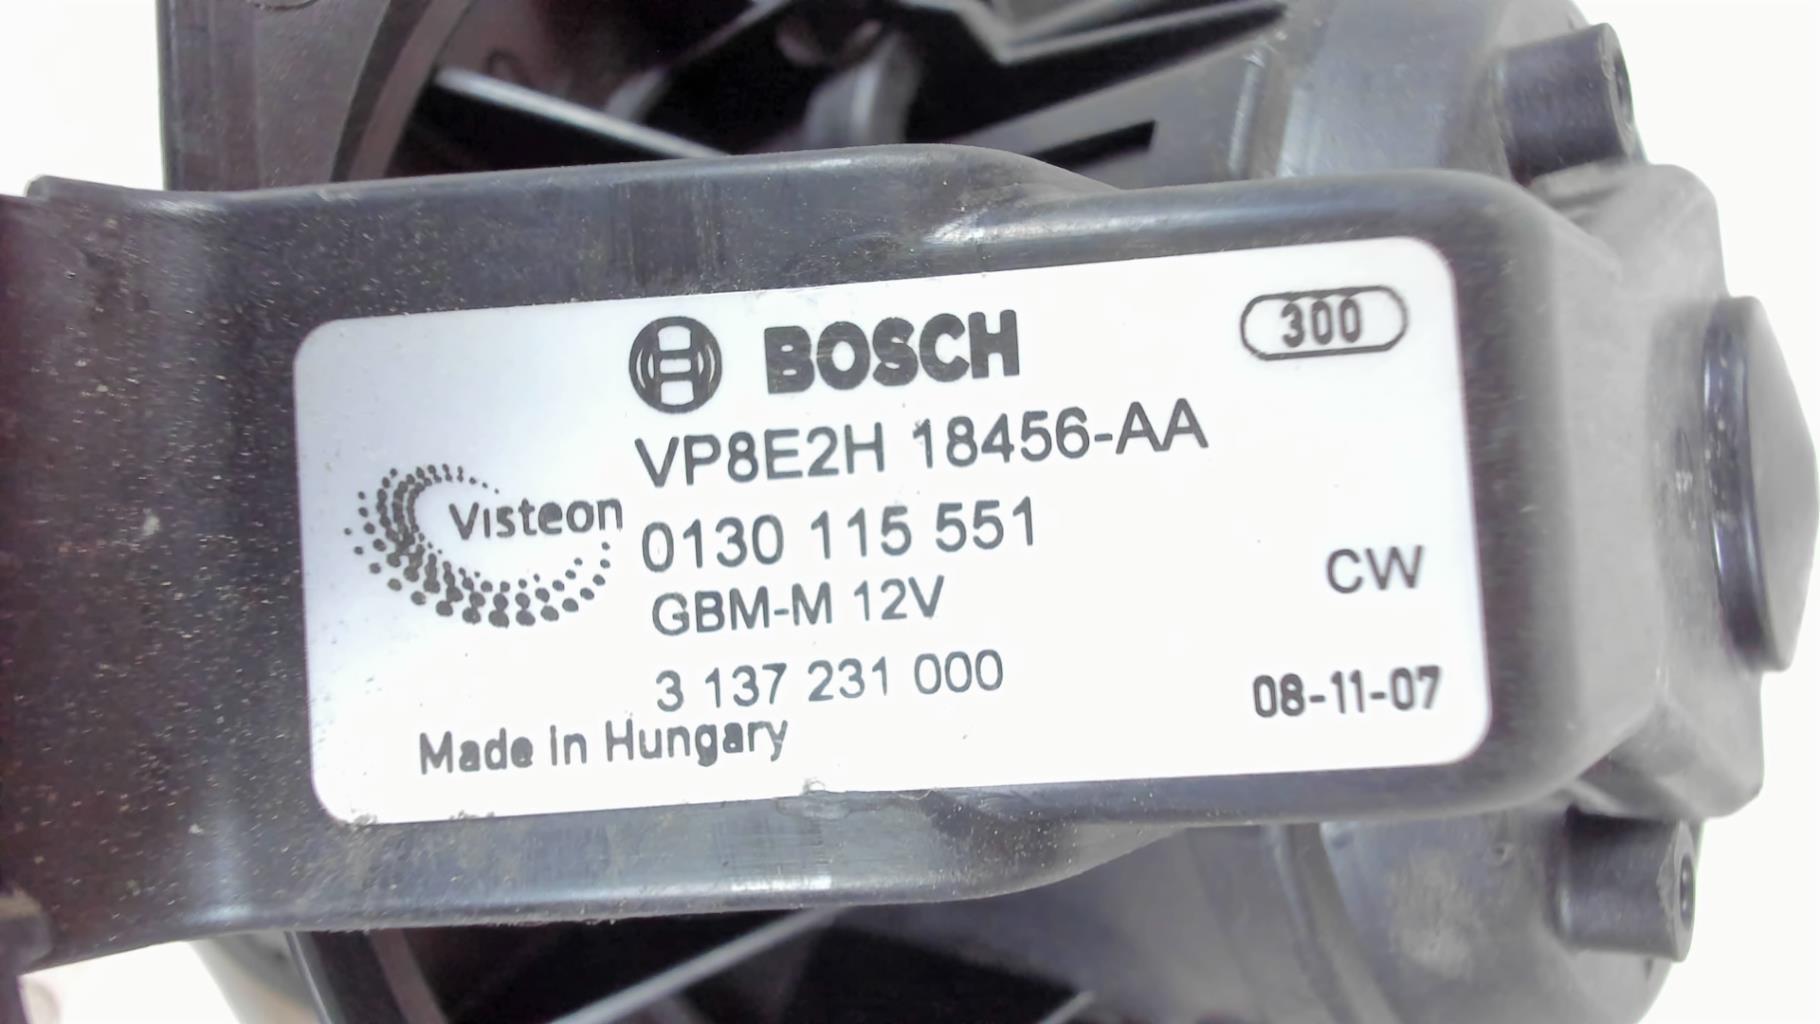 BOSCH
300
VP8E2H 18456-AA
Visteon
0130 115 551
GBM-M 12V
CW
3 137 231 000
08-11-07
Made in Hungary